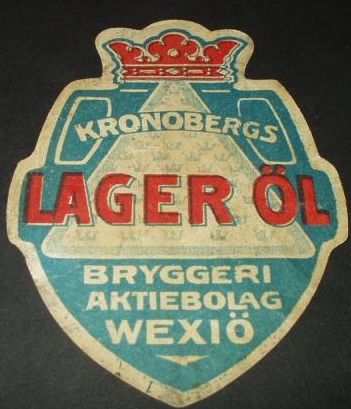 KRONOBERGS
LAGER ÖL
BRYGGERI
AKTIEBOLAG
WEXIÖ